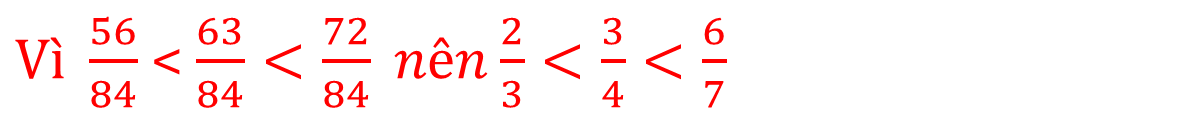 Vì 56/84 < 63/84 < 72/84 nên 2/3 < 3/4 < 6/7